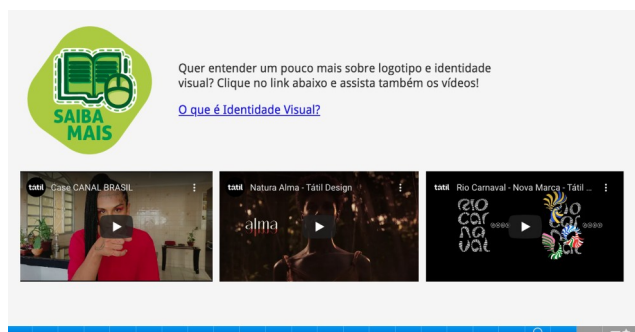 Quer entender um pouco mais sobre logotipo e identidade
visual? Clique no link abaixo e assista também os vídeos!
O que é Identidade Visual?
SAIBA
MAIS
tátil Case CANAL BRASIL
tátil Natura Alma - Tátil Design
alma
tátil Rio Carnaval - Nova Marca - Tátil ...
RIO
Car
na
val
RIO
Car